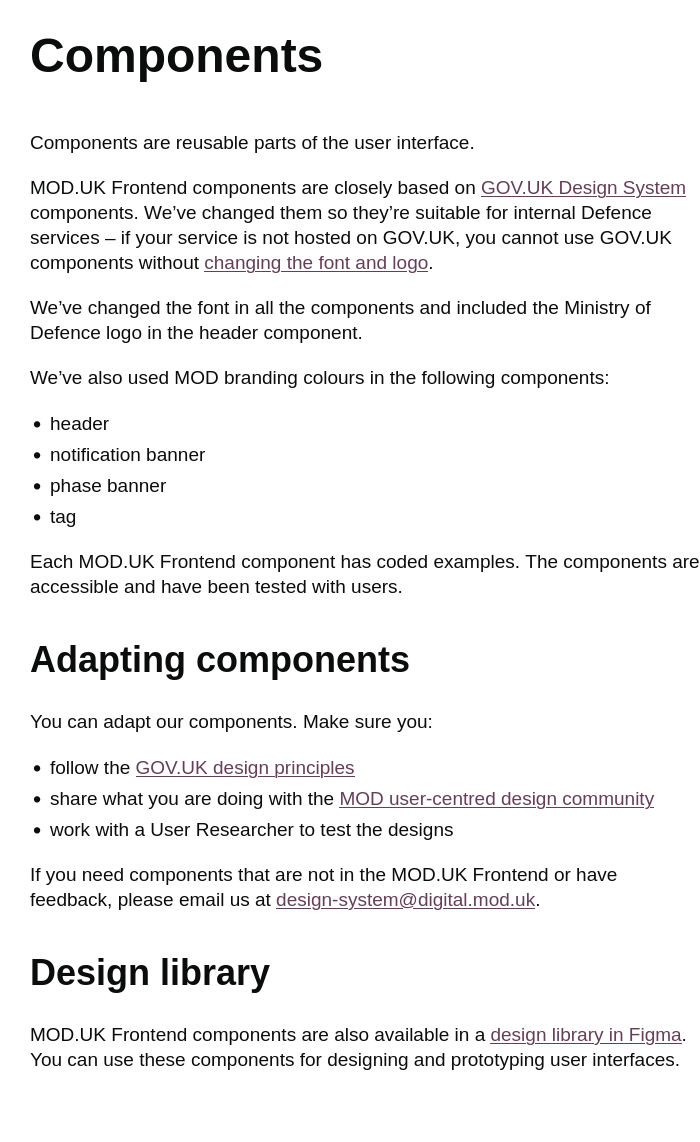 Components
Components are reusable parts of the user interface.
MOD.UK Frontend components are closely based on GOV.UK Design System
components. We’ve changed them so they’re suitable for internal Defence
services – if your service is not hosted on GOV.UK, you cannot use GOV.UK
components without changing the font and logo.
We’ve changed the font in all the components and included the Ministry of
Defence logo in the header component.
We’ve also used MOD branding colours in the following components:
• header
• notification banner
• phase banner
• tag
Each MOD.UK Frontend component has coded examples. The components are
accessible and have been tested with users.
Adapting components
You can adapt our components. Make sure you:
• follow the GOV.UK design principles
• share what you are doing with the MOD user-centred design community
• work with a User Researcher to test the designs
If you need components that are not in the MOD.UK Frontend or have
feedback, please email us at design-system@digital.mod.uk.
Design library
MOD.UK Frontend components are also available in a design library in Figma.
You can use these components for designing and prototyping user interfaces.